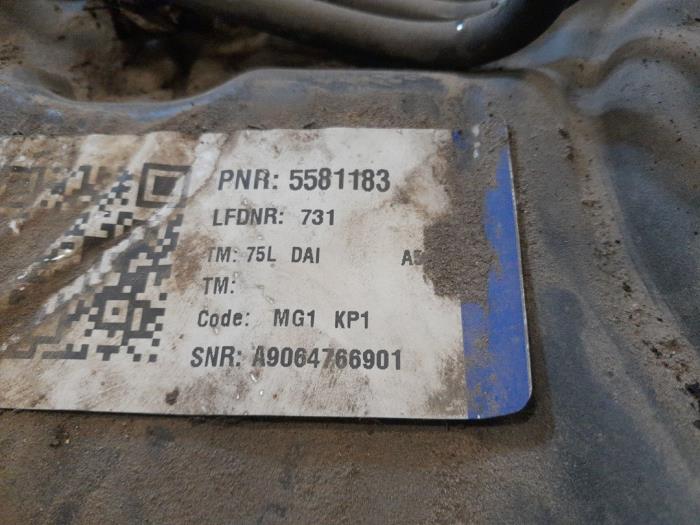 PNR: 5581183
LFDNR: 731
TM: 75L DAI
TM:
Code: MG1 KP1
SNR: A9064766901